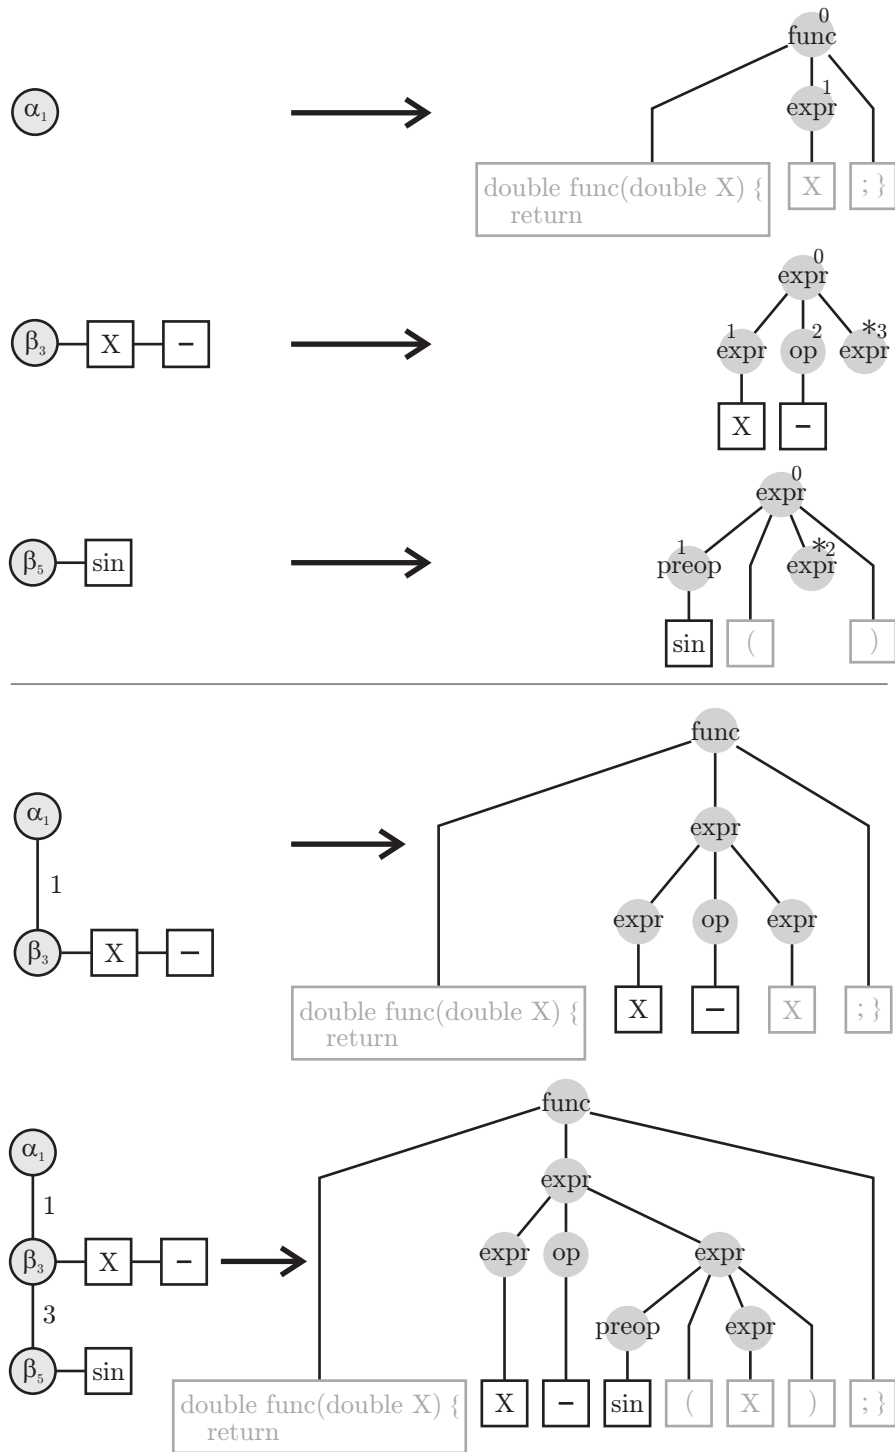 func 0
α₁
expr 1
double func(double X) {
return
X
; }
expr 0
β₃ X −
1 expr
op 2
expr *3
X
−
expr 0
β₅ sin
1 preop
expr *2
sin
(
)
func
α₁
expr
1
expr op expr
β₃ X −
double func(double X) {
return
X
−
X
; }
func
α₁
expr
1
β₃ X −
expr op expr
3
preop expr
β₅ sin
double func(double X) {
return
X
−
sin
(
X
)
; }